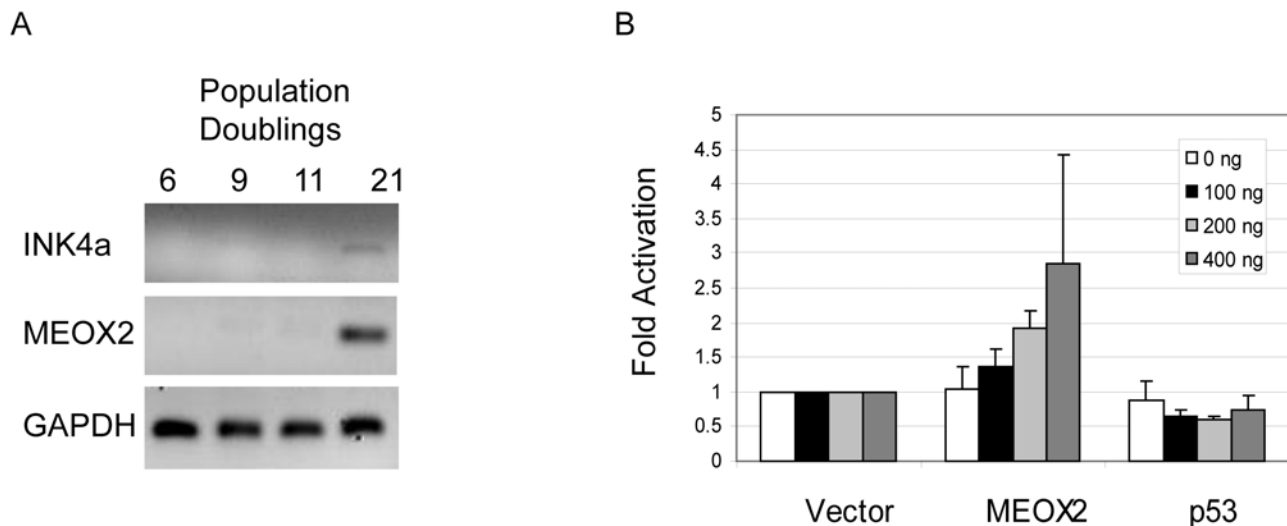 A
Population
Doublings
6 9 11 21
INK4a
MEOX2
GAPDH
B
Fold Activation
5
4.5
4
3.5
3
2.5
2
1.5
1
0.5
0
0 ng
100 ng
200 ng
400 ng
Vector MEOX2 p53